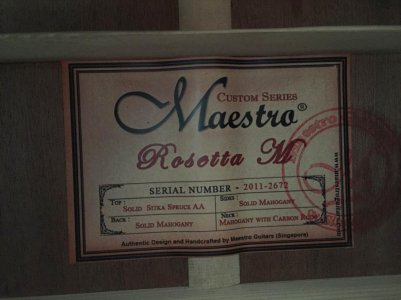 Custom Series
Maestro®
Rosetta M
SERIAL NUMBER - 2011-2672
Top : Solid Sitka Spruce AA
Sides : Solid Mahogany
Back : Solid Mahogany
Neck : Mahogany with Carbon Rods
Authentic Design and Handcrafted by Maestro Guitars (Singapore)